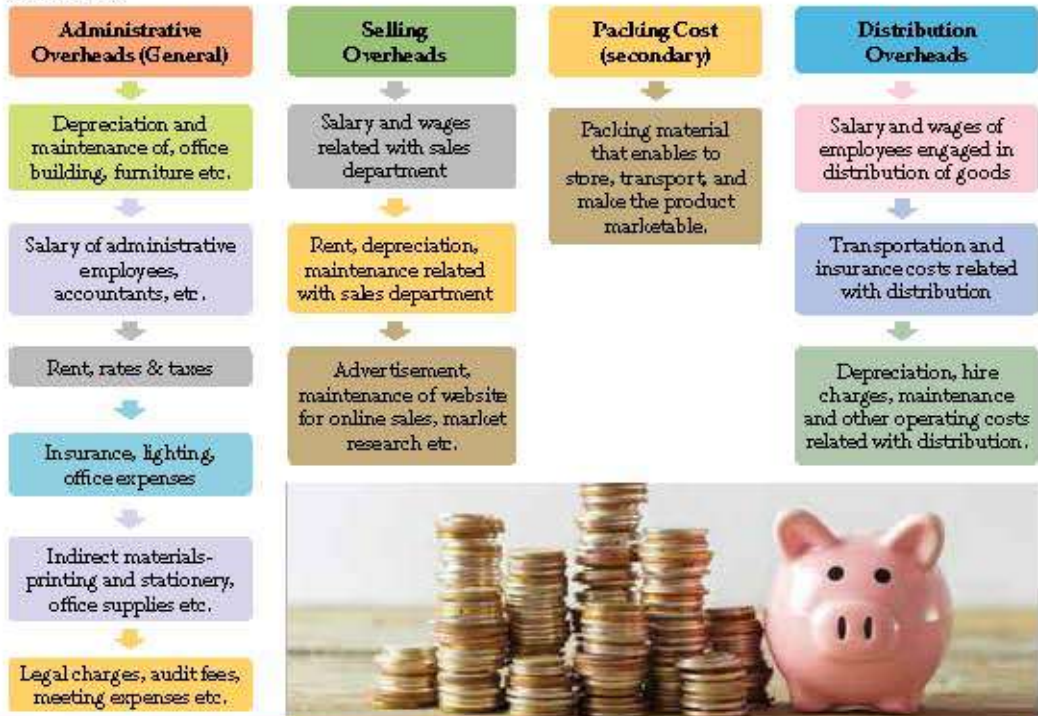 Administrative
Overheads (General)
Depreciation and
maintenance of, office
building, furniture etc.
Salary of administrative
employees,
accountants, etc.
Rent, rates & taxes
Insurance, lighting,
office expenses
Indirect materials-
printing and stationery,
office supplies etc.
Legal charges, audit fees,
meeting expenses etc.
Selling
Overheads
Salary and wages
related with sales
department
Rent, depreciation,
maintenance related
with sales department
Advertisement,
maintenance of website
for online sales, market
research etc.
Packing Cost
(secondary)
Packing material
that enables to
store, transport, and
make the product
marketable.
Distribution
Overheads
Salary and wages of
employees engaged in
distribution of goods
Transportation and
insurance costs related
with distribution
Depreciation, hire
charges, maintenance
and other operating costs
related with distribution.